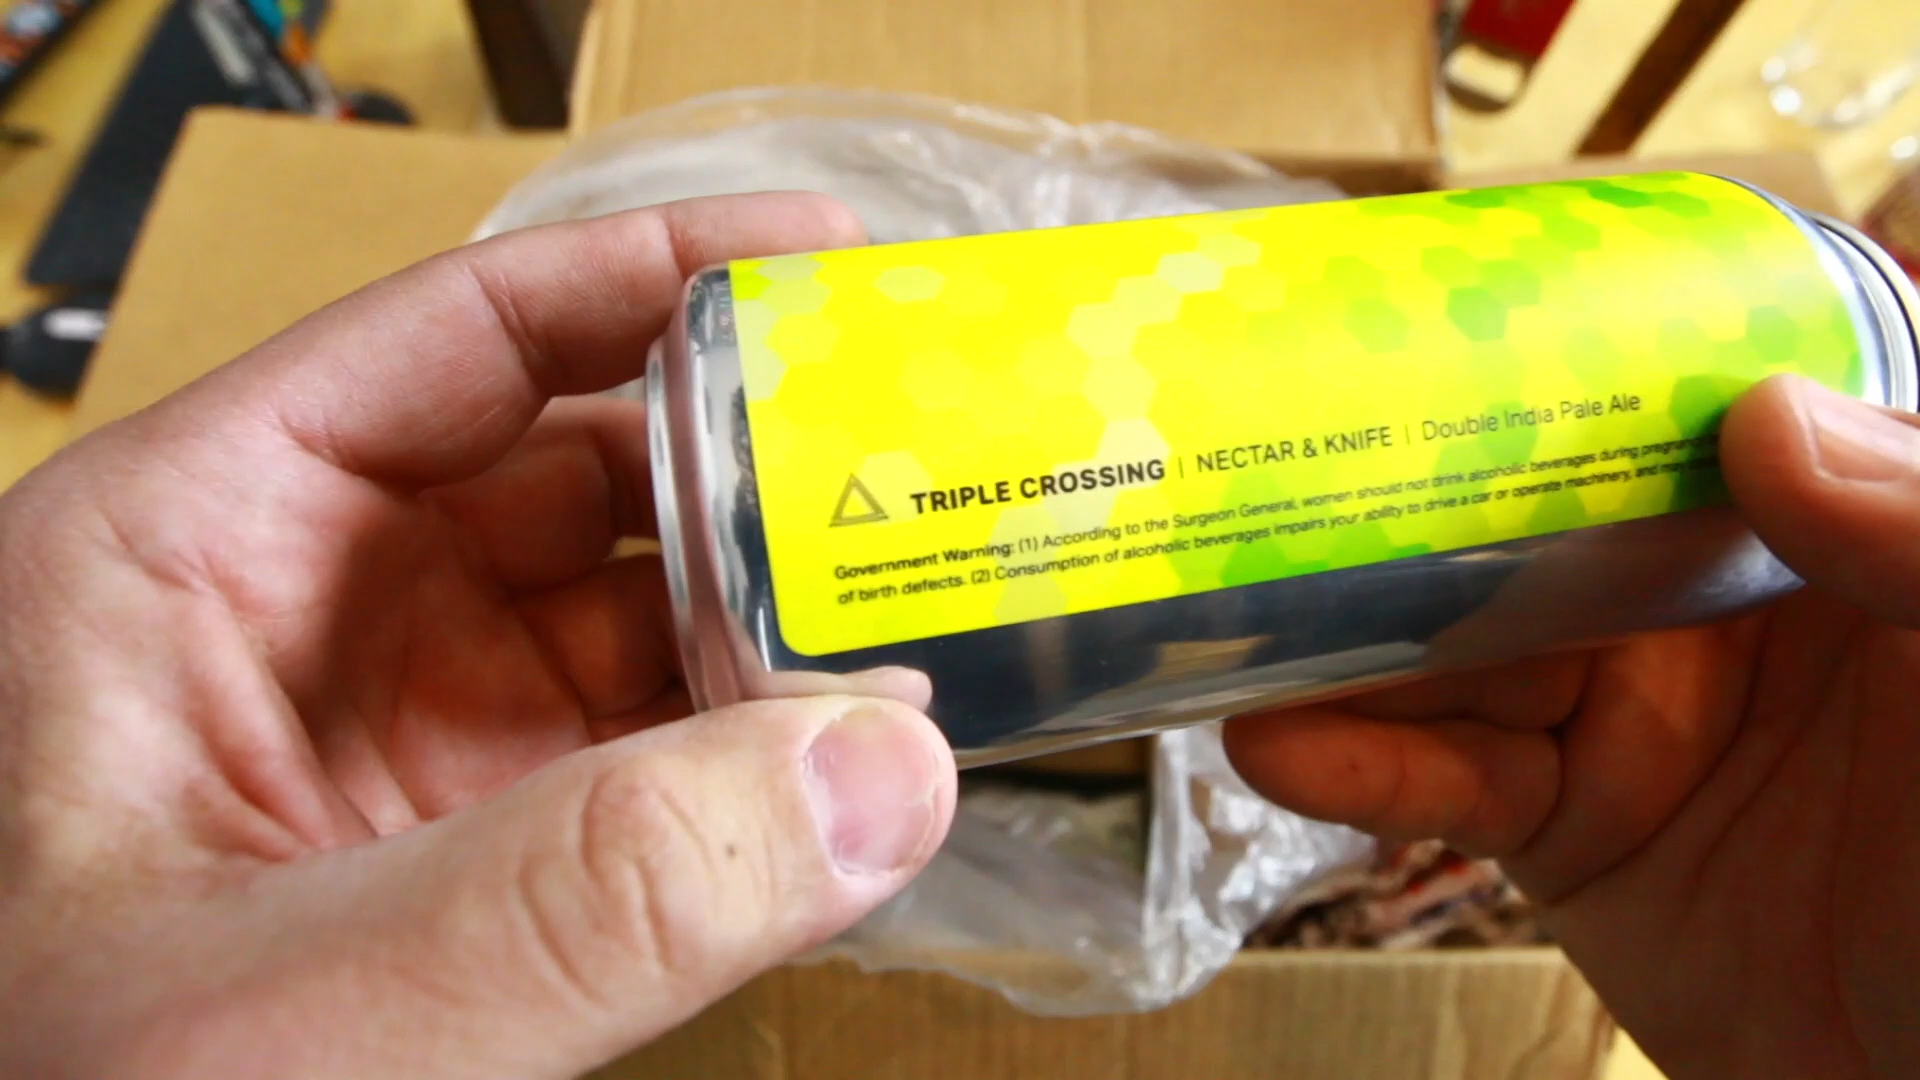 TRIPLE CROSSING | NECTAR & KNIFE | Double India Pale Ale
Government Warning: (1) According to the Surgeon General, women should not drink alcoholic beverages during
of birth defects. (2) Consumption of alcoholic beverages impairs your ability to drive a car or operate machinery, and may